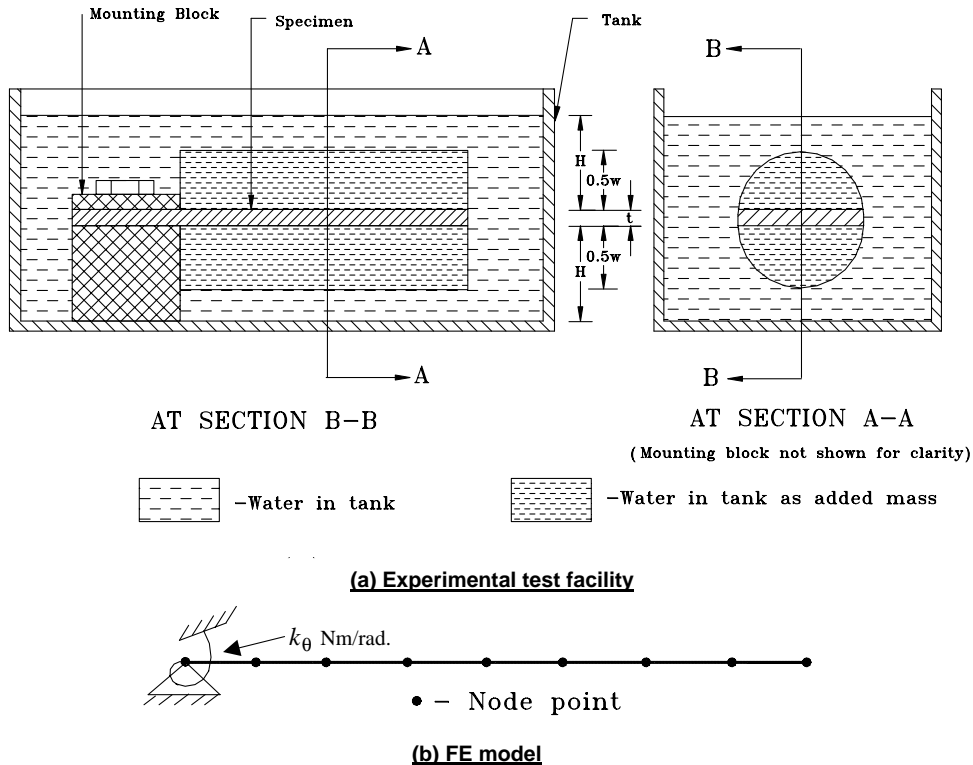 Mounting Block
Specimen
Tank
A
B
H
0.5w
t
H
0.5w
A
B
AT SECTION B-B
AT SECTION A-A
(Mounting block not shown for clarity)
-Water in tank
-Water in tank as added mass
(a) Experimental test facility
kθ Nm/rad.
- Node point
(b) FE model